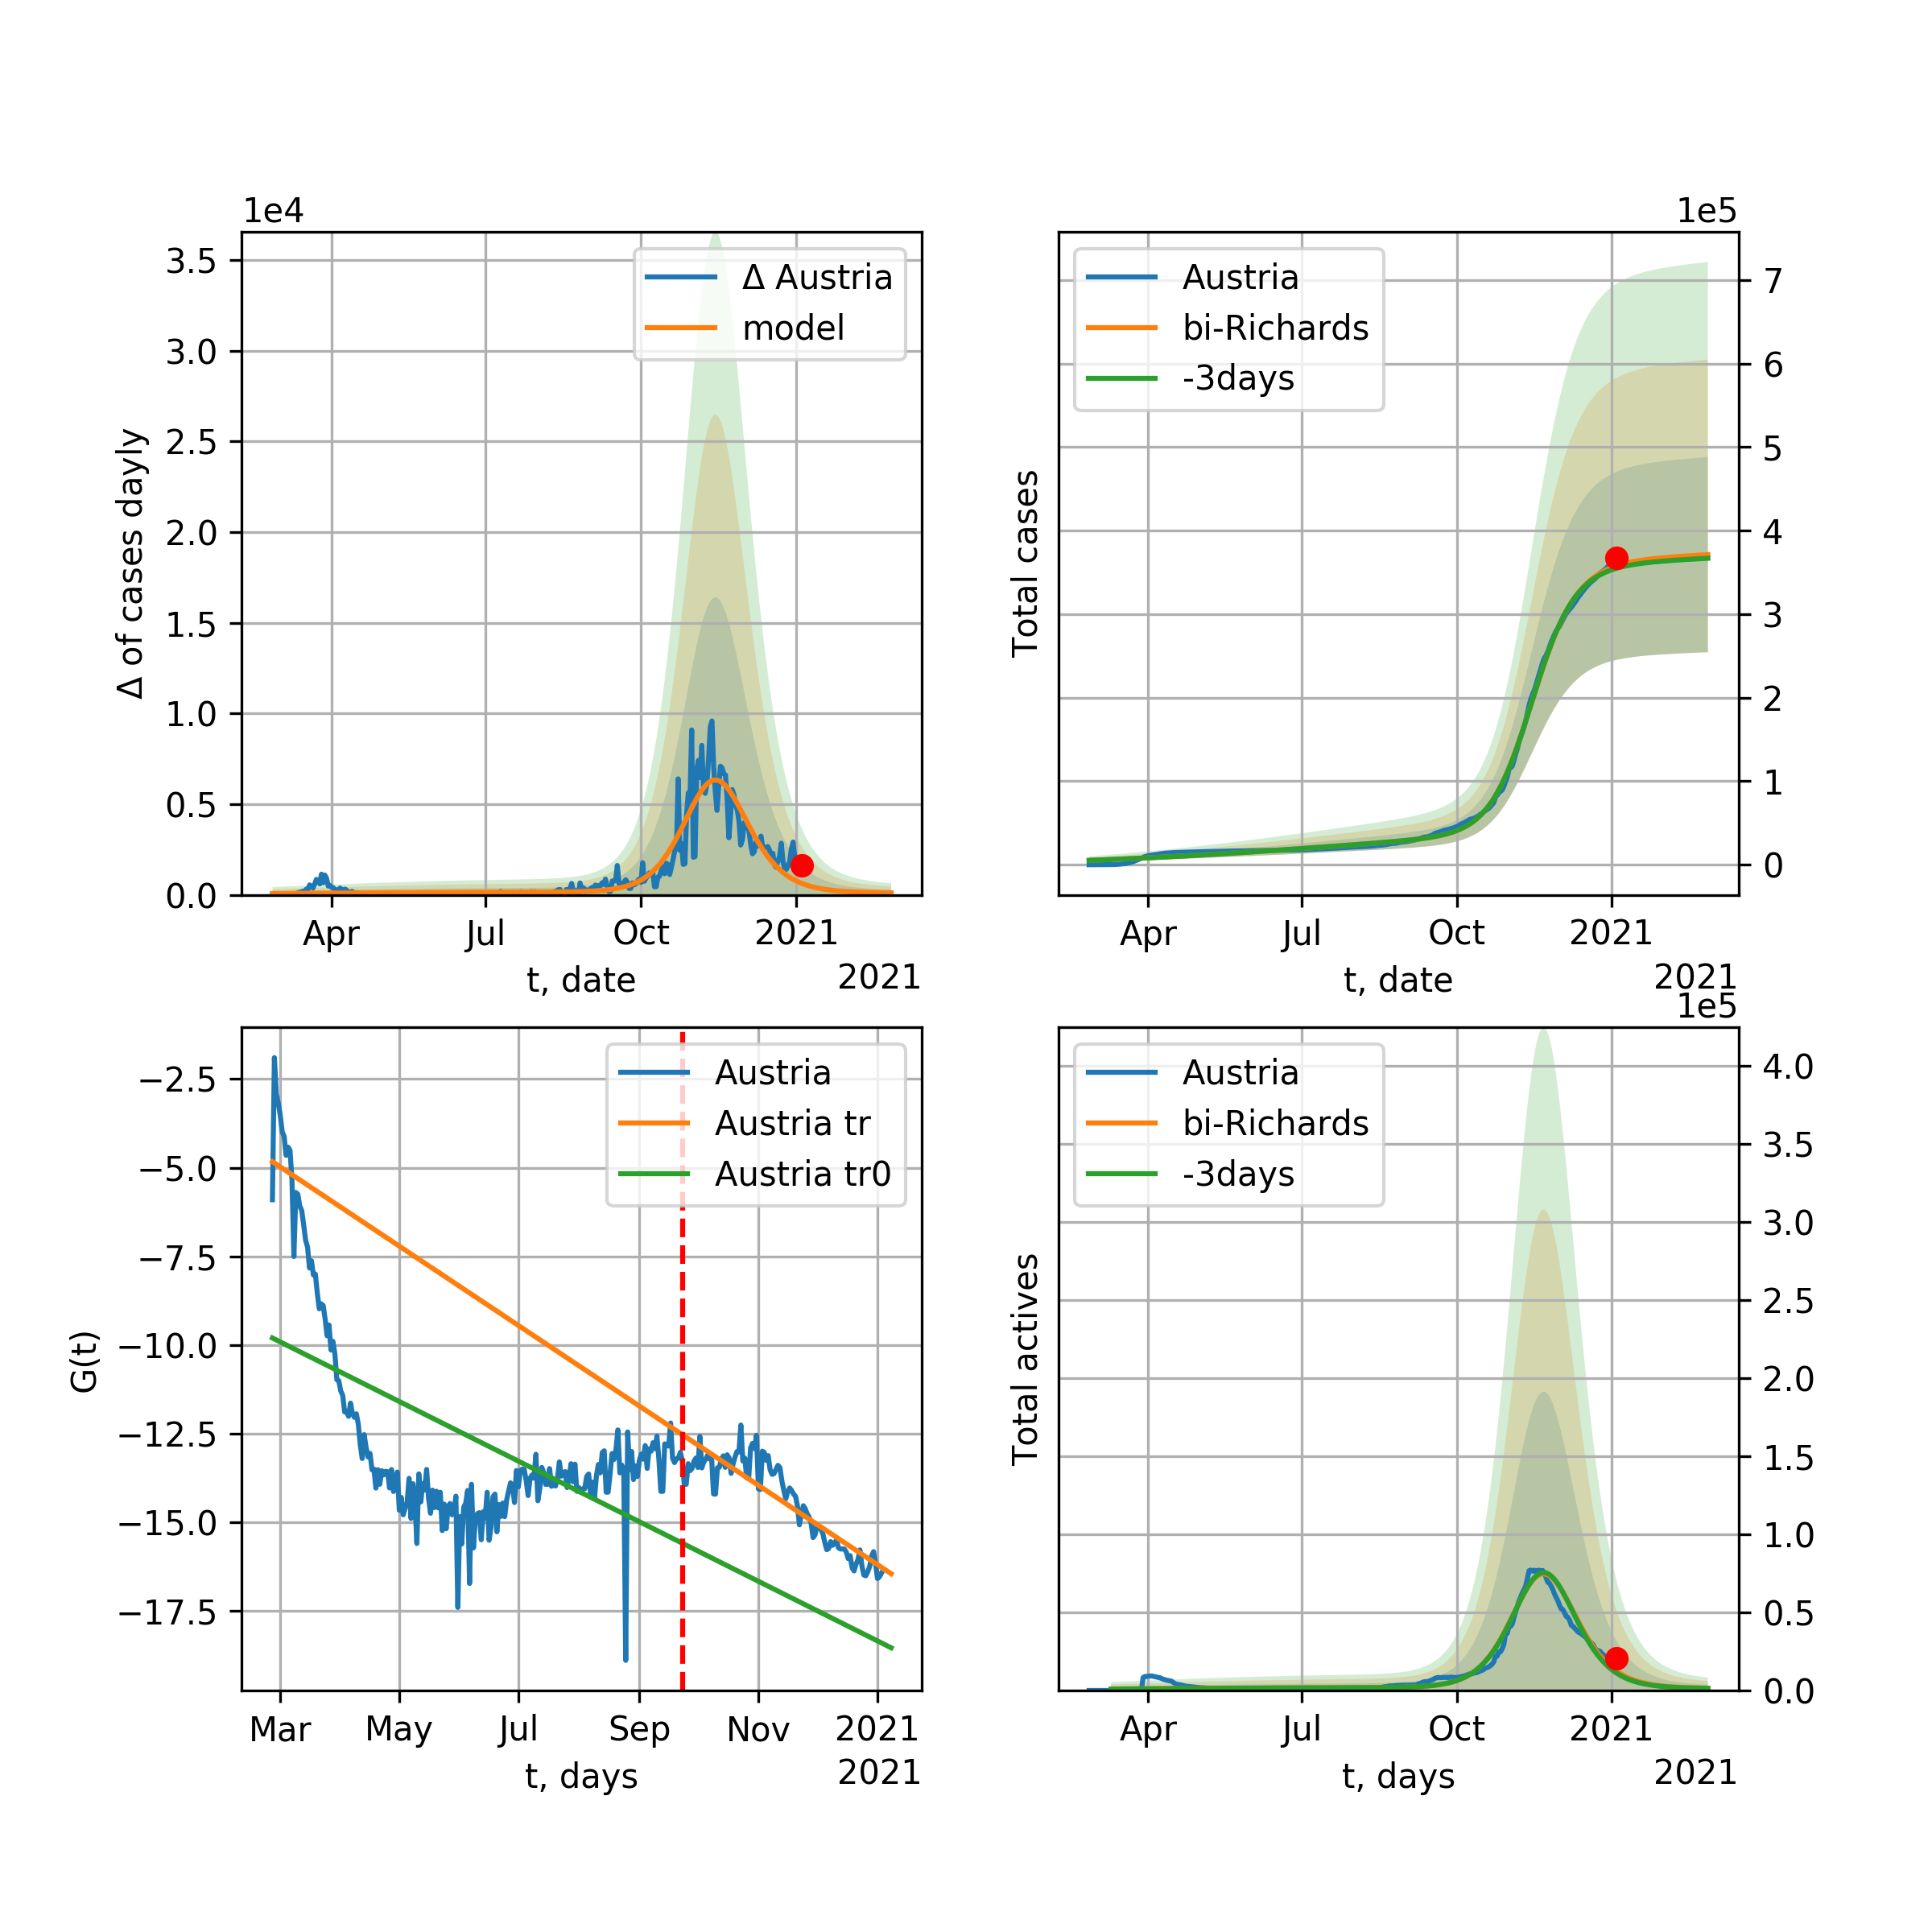 1e4
3.5
3.0
2.5
2.0
1.5
1.0
0.5
0.0
Δ of cases dayly
Δ Austria
model
Apr Jul Oct 2021
t, date
2021
1e5
7
6
5
4
3
2
1
0
Total cases
Austria
bi-Richards
-3days
Apr Jul Oct 2021
t, date
2021
−2.5
−5.0
−7.5
−10.0
−12.5
−15.0
−17.5
G(t)
Austria
Austria tr
Austria tr0
Mar May Jul Sep Nov 2021
t, days
2021
1e5
4.0
3.5
3.0
2.5
2.0
1.5
1.0
0.5
0.0
Total actives
Austria
bi-Richards
-3days
Apr Jul Oct 2021
t, days
2021